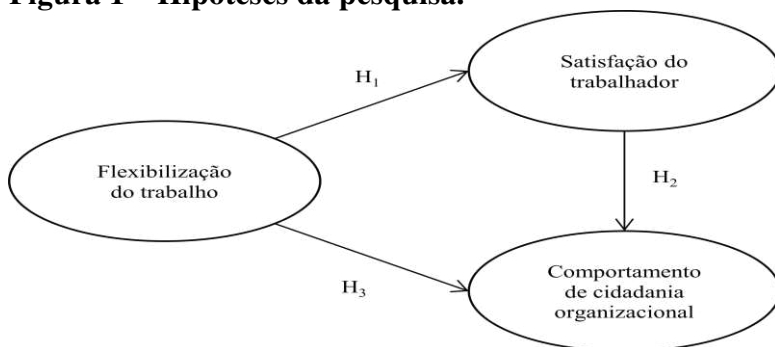 Figura 1 – Hipóteses da pesquisa.
Satisfação do
trabalhador
H₁
Flexibilização
do trabalho
H₂
H₃
Comportamento
de cidadania
organizacional